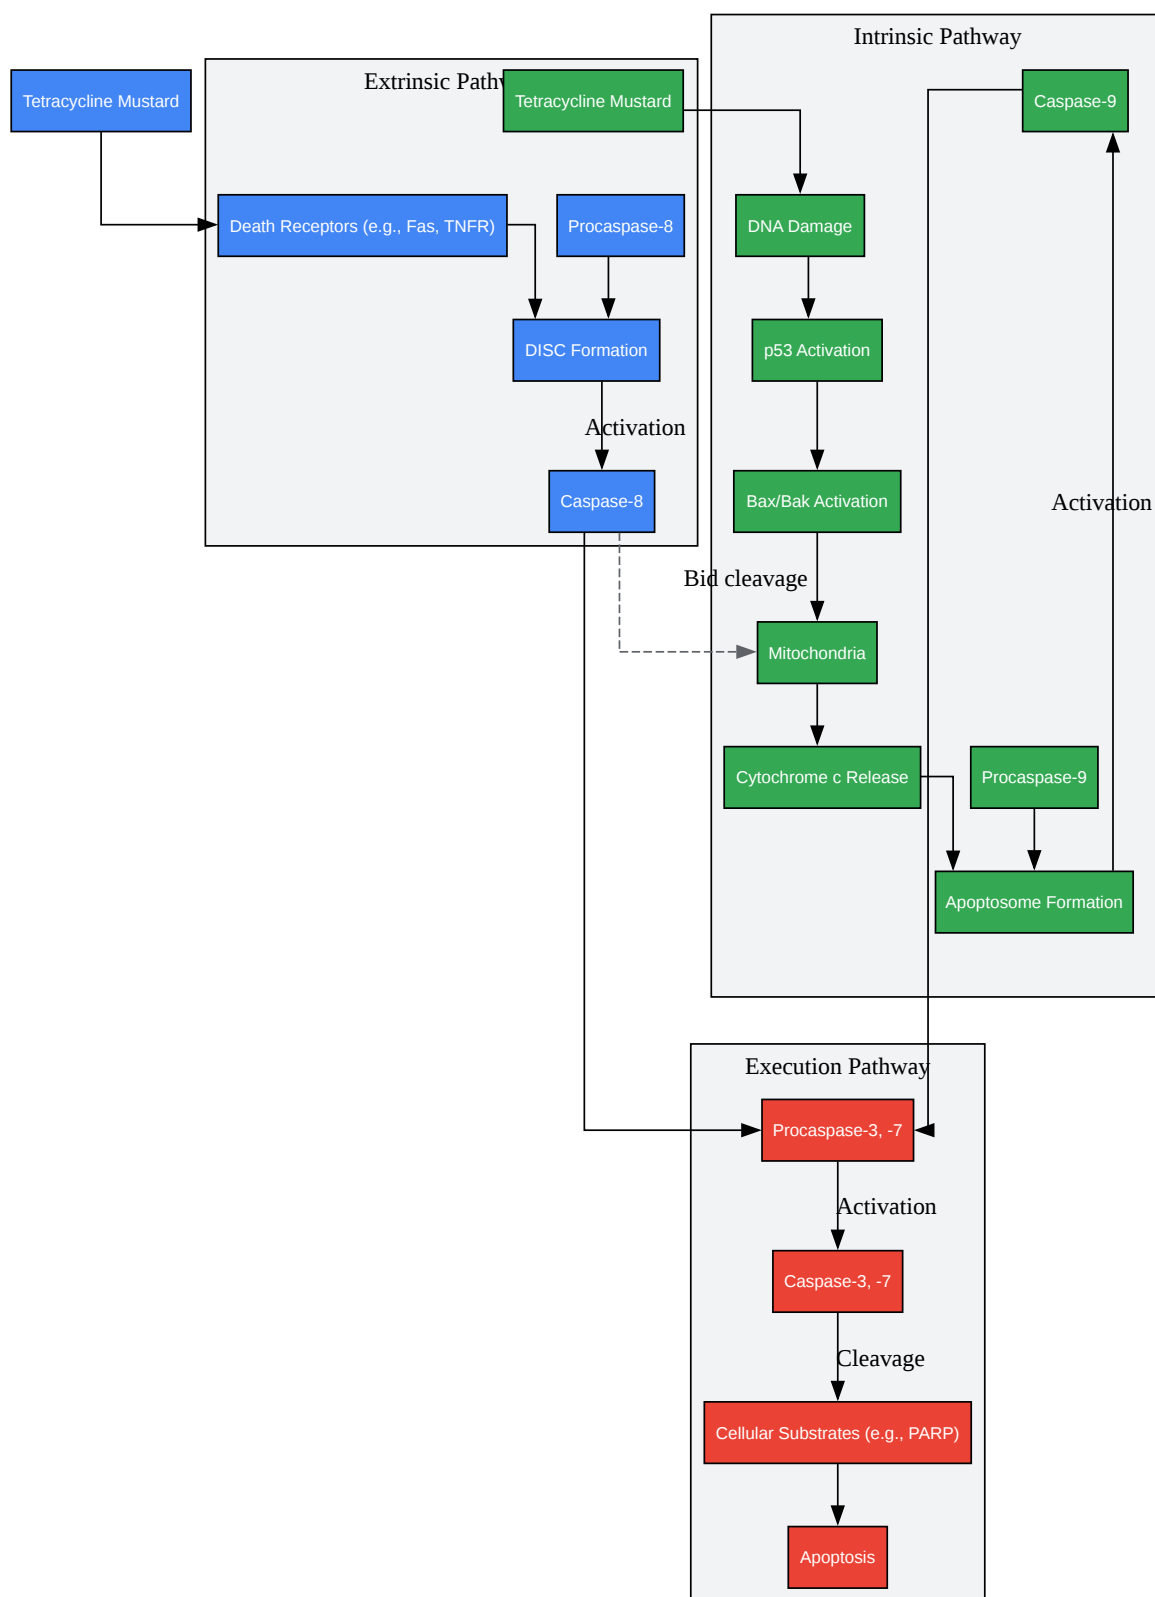 Intrinsic Pathway
Extrinsic Pathw
Tetracycline Mustard
Tetracycline Mustard
Caspase-9
Death Receptors (e.g., Fas, TNFR)
Procaspase-8
DNA Damage
DISC Formation
p53 Activation
Activation
Caspase-8
Bax/Bak Activation
Activation
Bid cleavage
Mitochondria
Cytochrome c Release
Procaspase-9
Apoptosome Formation
Execution Pathway
Procaspase-3, -7
Activation
Caspase-3, -7
Cleavage
Cellular Substrates (e.g., PARP)
Apoptosis